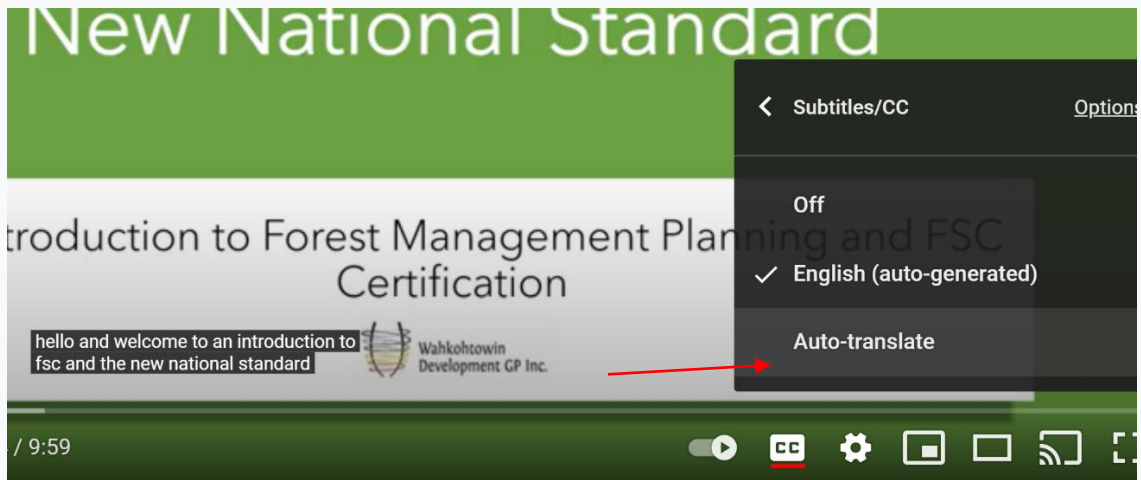 New National Standard
Subtitles/CC
Options
Off
troduction to Forest Management Planning and FSC
Certification
English (auto-generated)
Auto-translate
hello and welcome to an introduction to
fsc and the new national standard
Wahkohtowin
Development GP Inc.
/ 9:59
CC